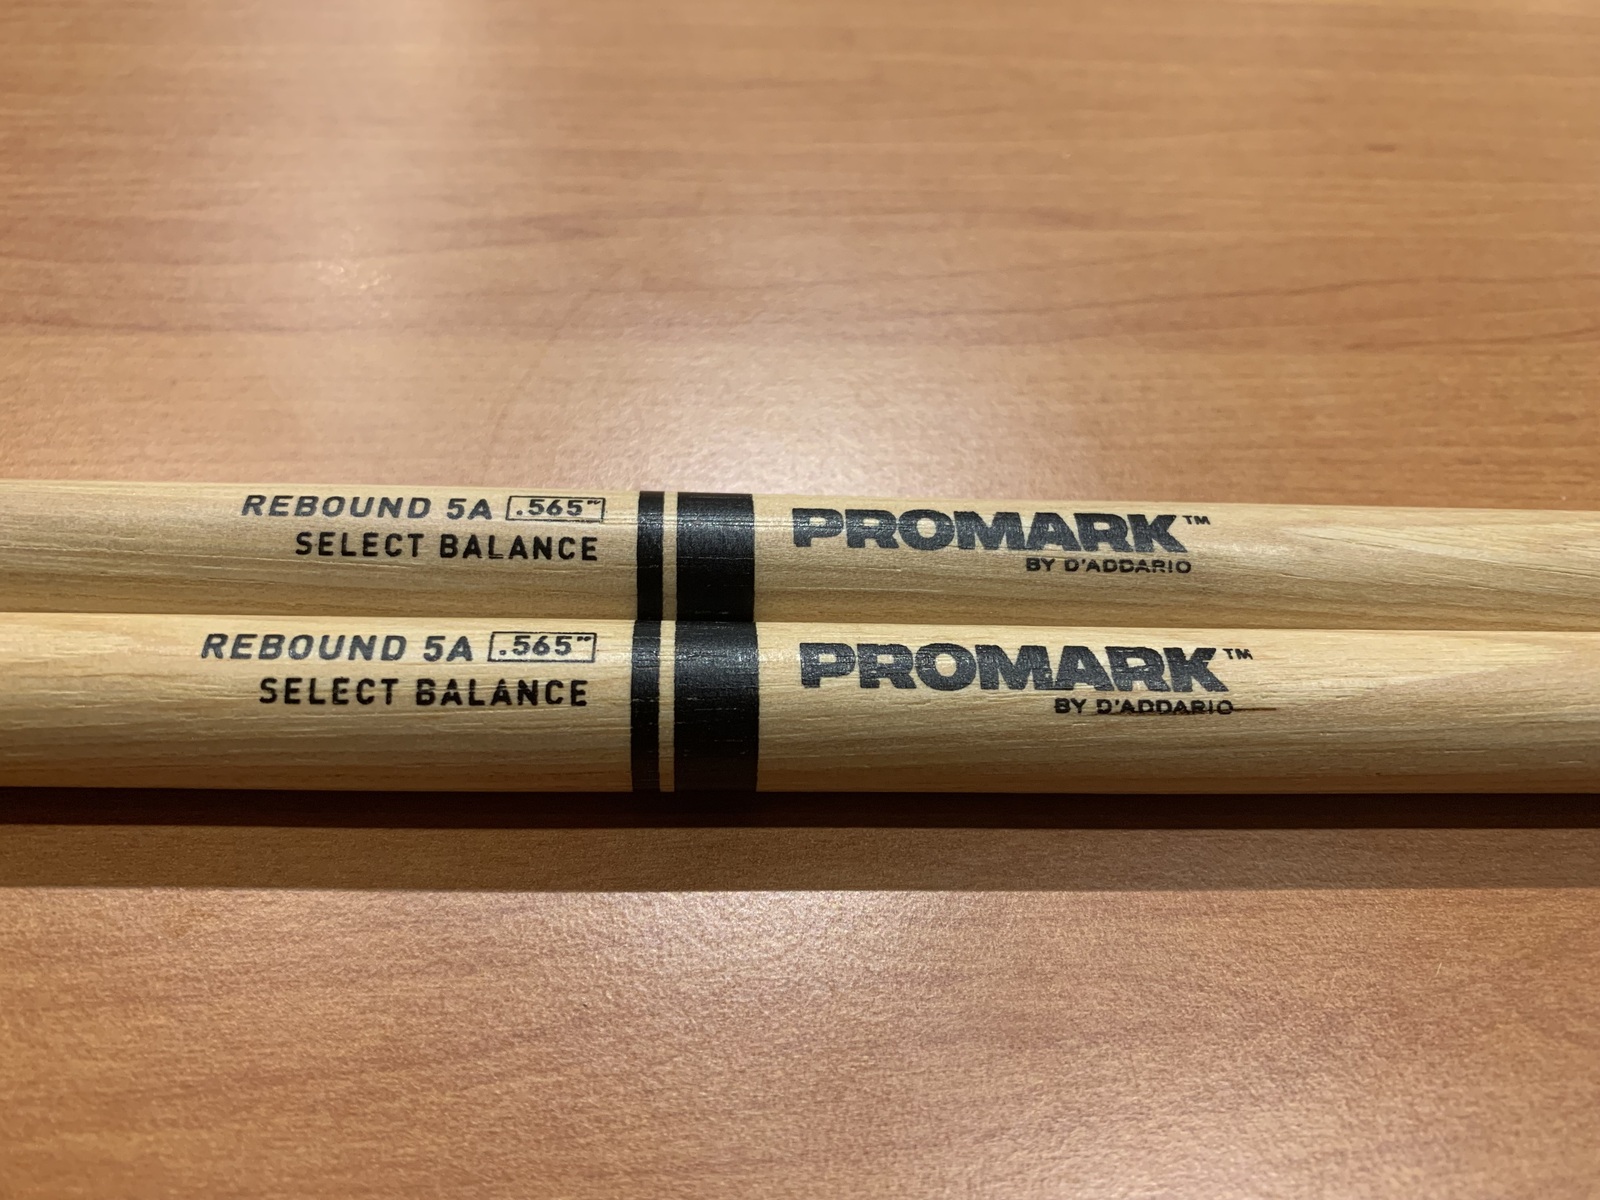 REBOUND 5A .565"
SELECT BALANCE
PROMARK™
BY D'ADDARIO
REBOUND 5A .565"
SELECT BALANCE
PROMARK™
BY D'ADDARIO